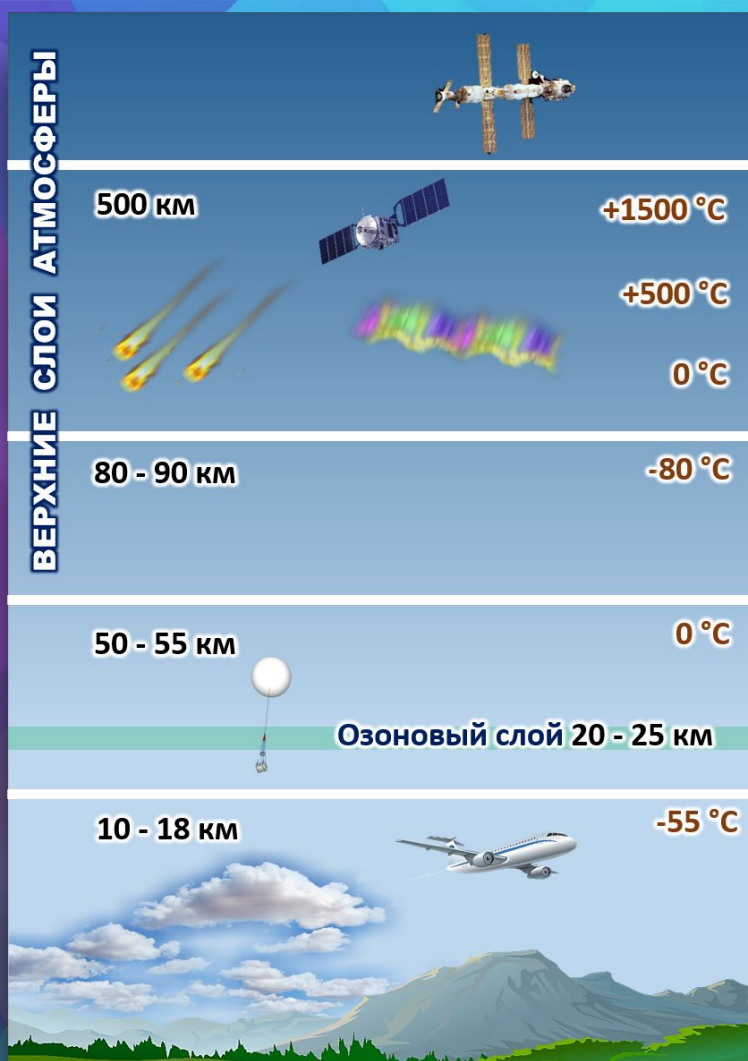 ВЕРХНИЕ СЛОИ АТМОСФЕРЫ
500 км
+1500 °C
+500 °C
0 °C
80 - 90 км
-80 °C
50 - 55 км
0 °C
Озоновый слой 20 - 25 км
10 - 18 км
-55 °C